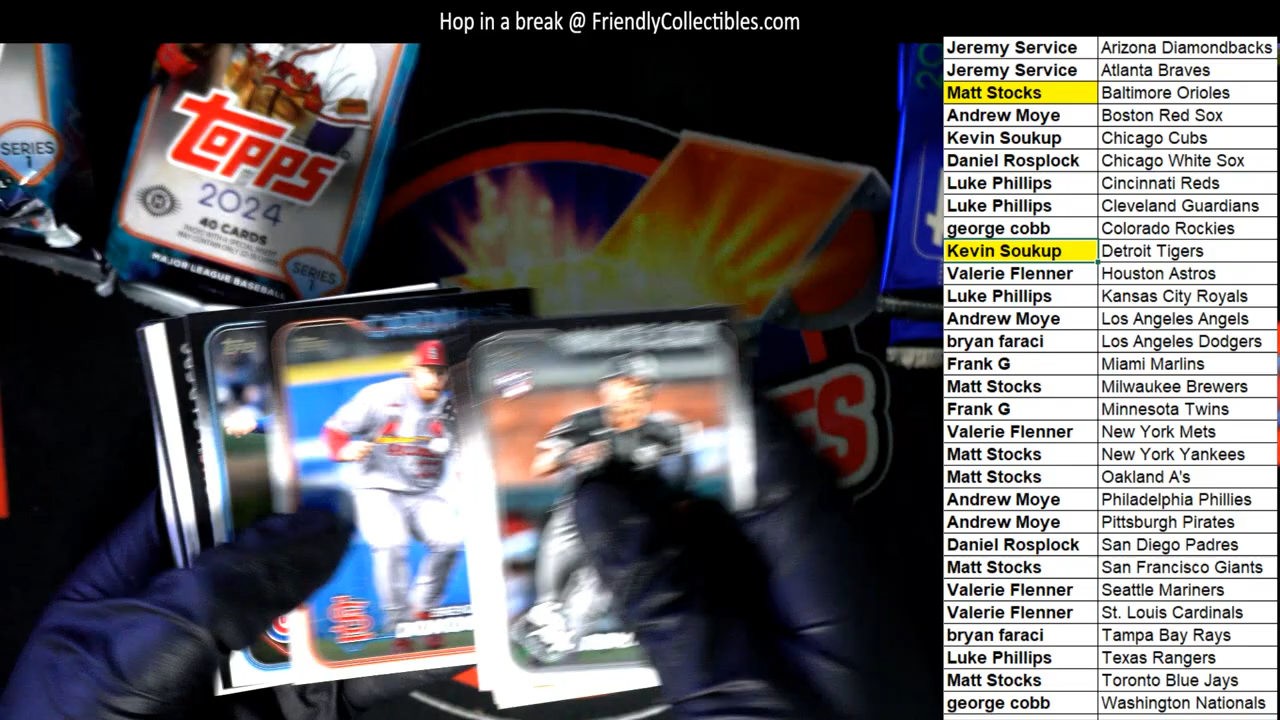 Hop in a break @ FriendlyCollectibles.com
SERIES
1
TOPPS
2024
40 CARDS
MAJOR LEAGUE BASEBALL
SERIES
1
ES
Jeremy Service Arizona Diamondbacks
Jeremy Service Atlanta Braves
Matt Stocks Baltimore Orioles
Andrew Moye Boston Red Sox
Kevin Soukup Chicago Cubs
Daniel Rosplock Chicago White Sox
Luke Phillips Cincinnati Reds
Luke Phillips Cleveland Guardians
george cobb Colorado Rockies
Kevin Soukup Detroit Tigers
Valerie Flenner Houston Astros
Luke Phillips Kansas City Royals
Andrew Moye Los Angeles Angels
bryan faraci Los Angeles Dodgers
Frank G Miami Marlins
Matt Stocks Milwaukee Brewers
Frank G Minnesota Twins
Valerie Flenner New York Mets
Matt Stocks New York Yankees
Matt Stocks Oakland A's
Andrew Moye Philadelphia Phillies
Andrew Moye Pittsburgh Pirates
Daniel Rosplock San Diego Padres
Matt Stocks San Francisco Giants
Valerie Flenner Seattle Mariners
Valerie Flenner St. Louis Cardinals
bryan faraci Tampa Bay Rays
Luke Phillips Texas Rangers
Matt Stocks Toronto Blue Jays
george cobb Washington Nationals